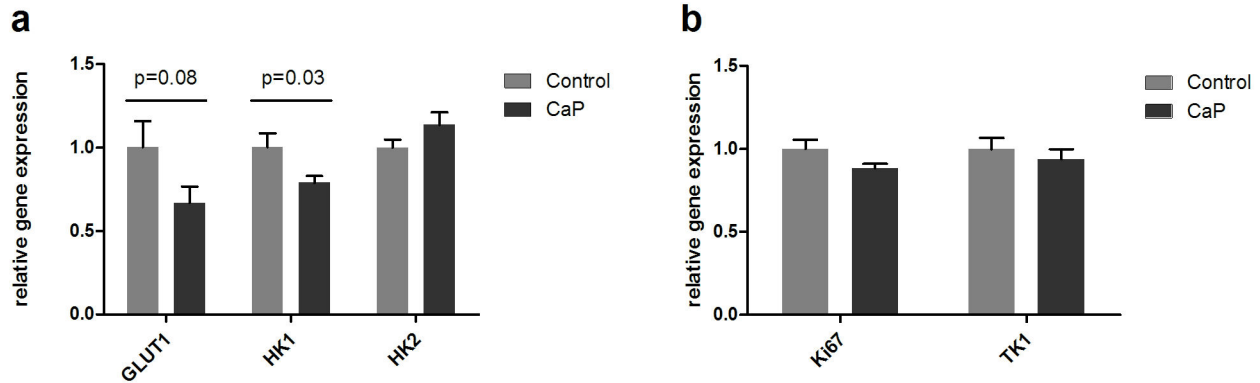 a
relative gene expression
1.5
1.0
0.5
0.0
p=0.08
p=0.03
GLUT1
HK1
HK2
Control
CaP
b
relative gene expression
1.5
1.0
0.5
0.0
Ki67
TK1
Control
CaP